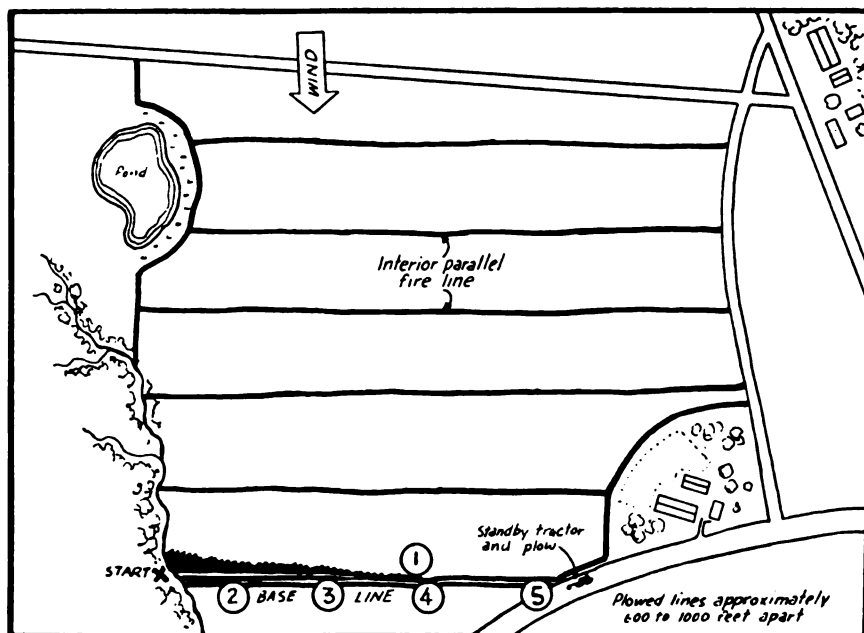 WIND
Pond
Interior parallel
fire line
Standby tractor
and plow
START
1
2 BASE 3 LINE 4 5
Plowed lines approximately
600 to 1000 feet apart